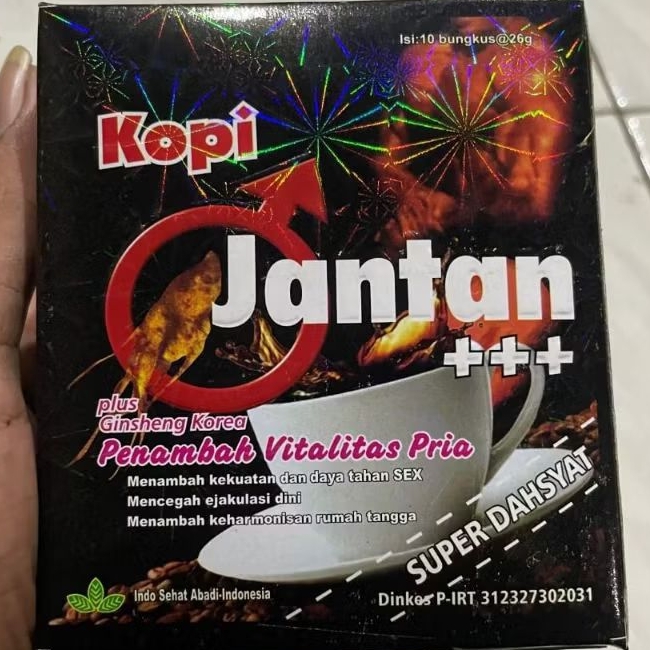 Isi:10 bungkus@26g
Kopi
Jantan
+++
plus
Ginsheng Korea
Penambah Vitalitas Pria
Menambah kekuatan dan daya tahan SEX
Mencegah ejakulasi dini
Menambah keharmonisan rumah tangga
SUPER DAHSYAT
Indo Sehat Abadi-Indonesia
Dinkes P-IRT 312327302031